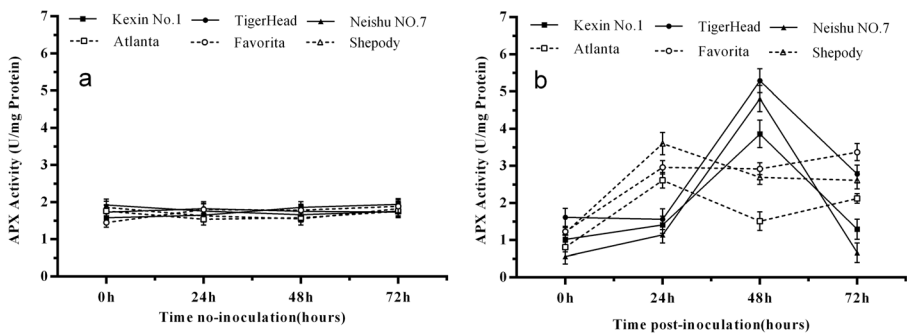 Kexin No.1 TigerHead Neishu NO.7
Atlanta Favorita Shepody
a
APX Activity (U/mg Protein)
7
6
5
4
3
2
1
0
0h 24h 48h 72h
Time no-inoculation(hours)
Kexin No.1 TigerHead Neishu NO.7
Atlanta Favorita Shepody
b
APX Activity (U/mg Protein)
7
6
5
4
3
2
1
0
0h 24h 48h 72h
Time post-inoculation(hours)